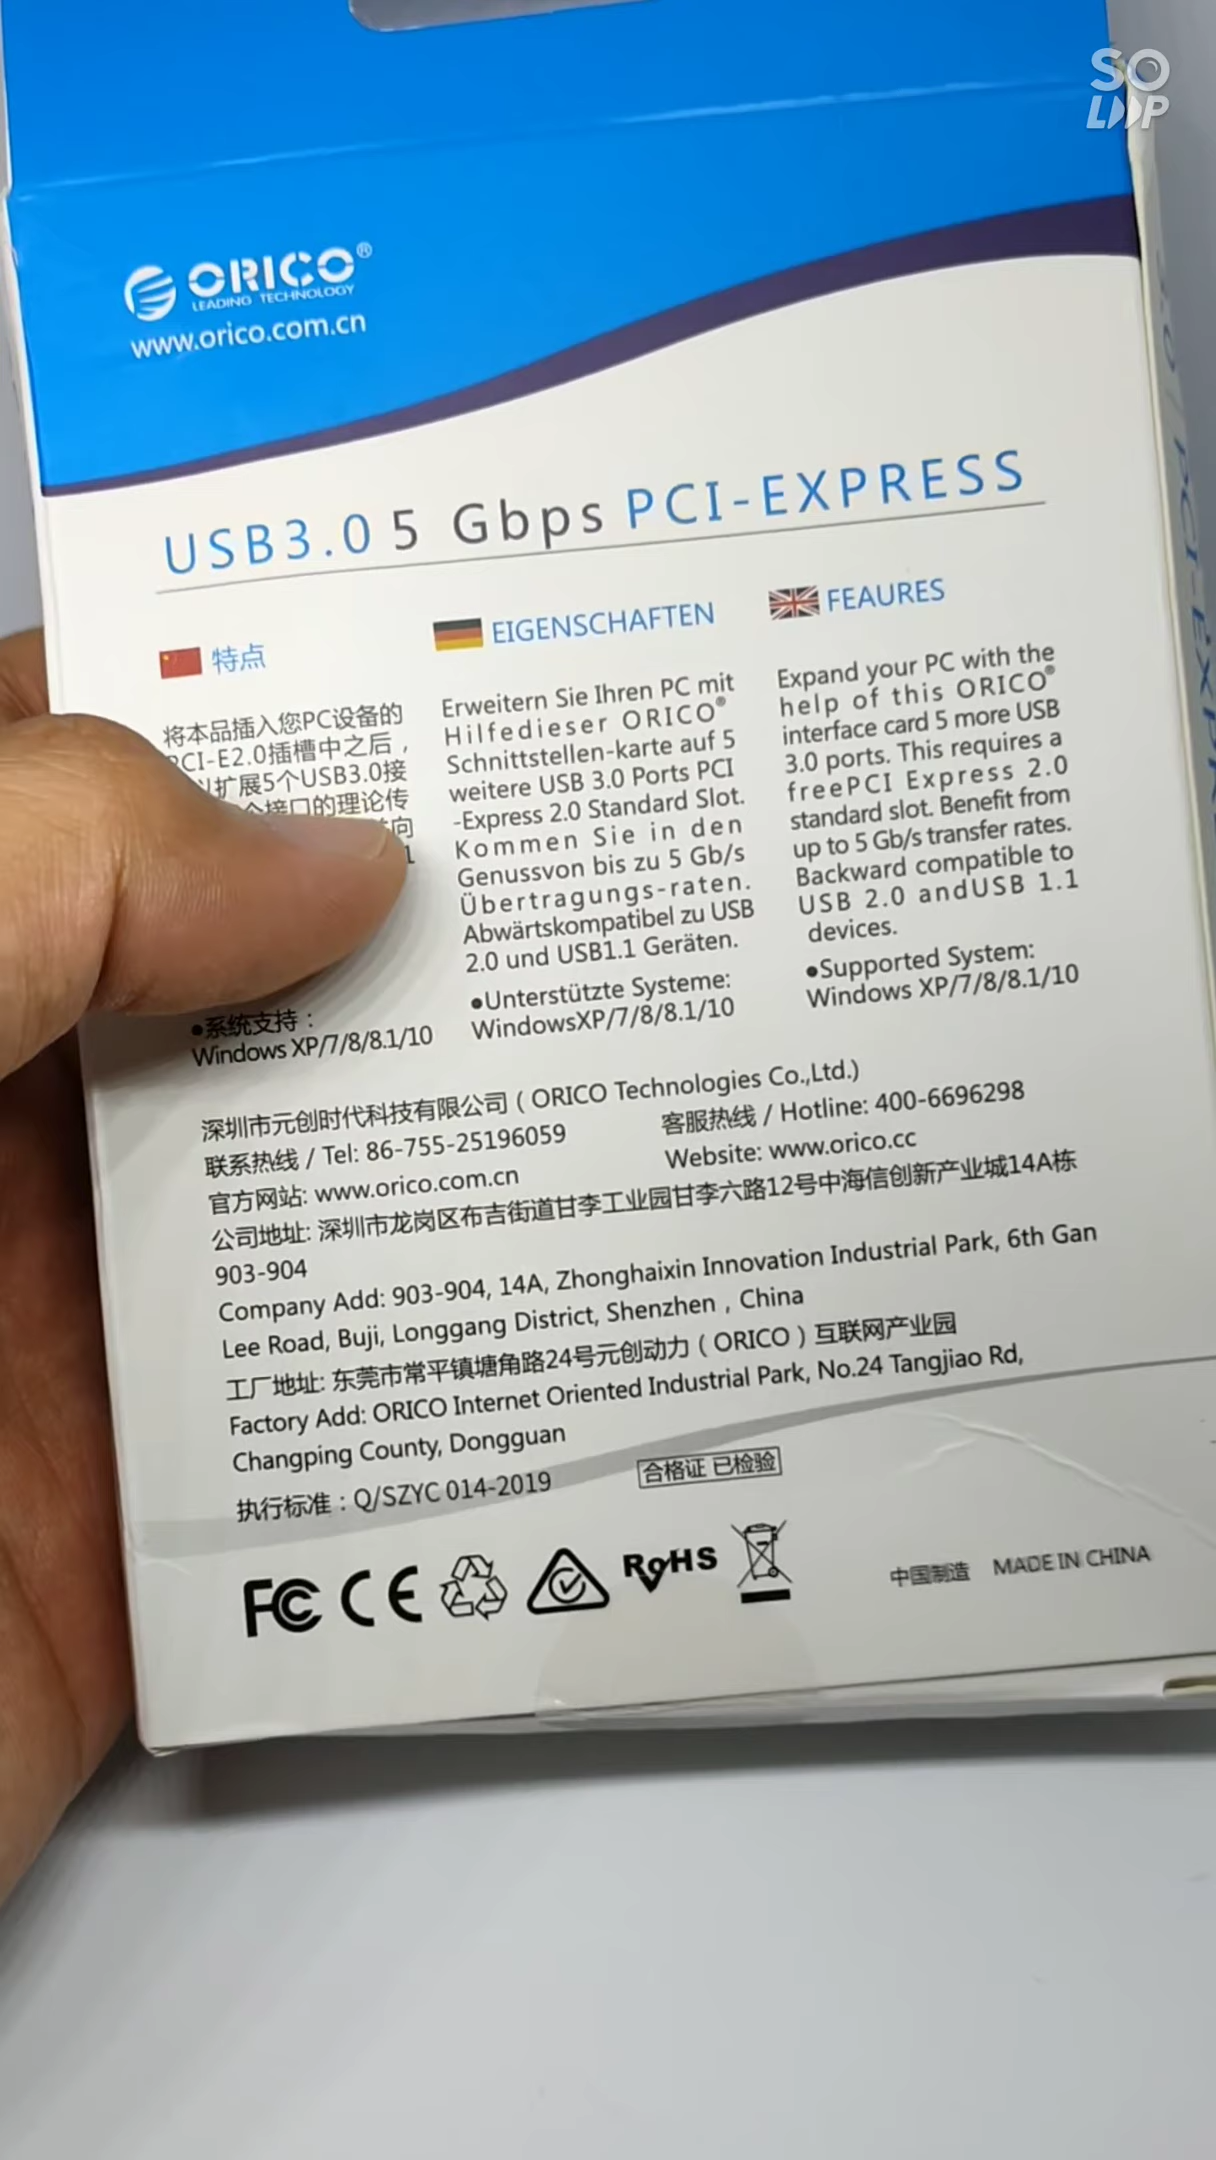 SO
LOOP
ORICO®
LEADING TECHNOLOGY
www.orico.com.cn
USB3.0 5 Gbps PCI-EXPRESS
特点
将本品插入您PC设备的
PCI-E2.0插槽中之后，
扩展5个USB3.0接
接口的理论传
向
1
●系统支持：
Windows XP/7/8/8.1/10
EIGENSCHAFTEN
Erweitern Sie Ihren PC mit
Hilfedieser ORICO®
Schnittstellen-karte auf 5
weitere USB 3.0 Ports PCI
-Express 2.0 Standard Slot.
Kommen Sie in den
Genussvon bis zu 5 Gb/s
Übertragungs-raten.
Abwärtskompatibel zu USB
2.0 und USB1.1 Geräten.
●Unterstützte Systeme:
WindowsXP/7/8/8.1/10
FEAURES
Expand your PC with the
help of this ORICO®
interface card 5 more USB
3.0 ports. This requires a
freePCI Express 2.0
standard slot. Benefit from
up to 5 Gb/s transfer rates.
Backward compatible to
USB 2.0 andUSB 1.1
devices.
●Supported System:
Windows XP/7/8/8.1/10
深圳市元创时代科技有限公司（ORICO Technologies Co.,Ltd.)
联系热线 / Tel: 86-755-25196059 客服热线 / Hotline: 400-6696298
官方网站: www.orico.com.cn Website: www.orico.cc
公司地址: 深圳市龙岗区布吉街道甘李工业园甘李六路12号中海信创新产业城14A栋
903-904
Company Add: 903-904, 14A, Zhonghaixin Innovation Industrial Park, 6th Gan
Lee Road, Buji, Longgang District, Shenzhen , China
工厂地址: 东莞市常平镇塘角路24号元创动力（ORICO）互联网产业园
Factory Add: ORICO Internet Oriented Industrial Park, No.24 Tangjiao Rd,
Changping County, Dongguan
执行标准：Q/SZYC 014-2019 合格证 已检验
FC CE RoHS
中国制造 MADE IN CHINA
3.0 / PCI-EXPRE